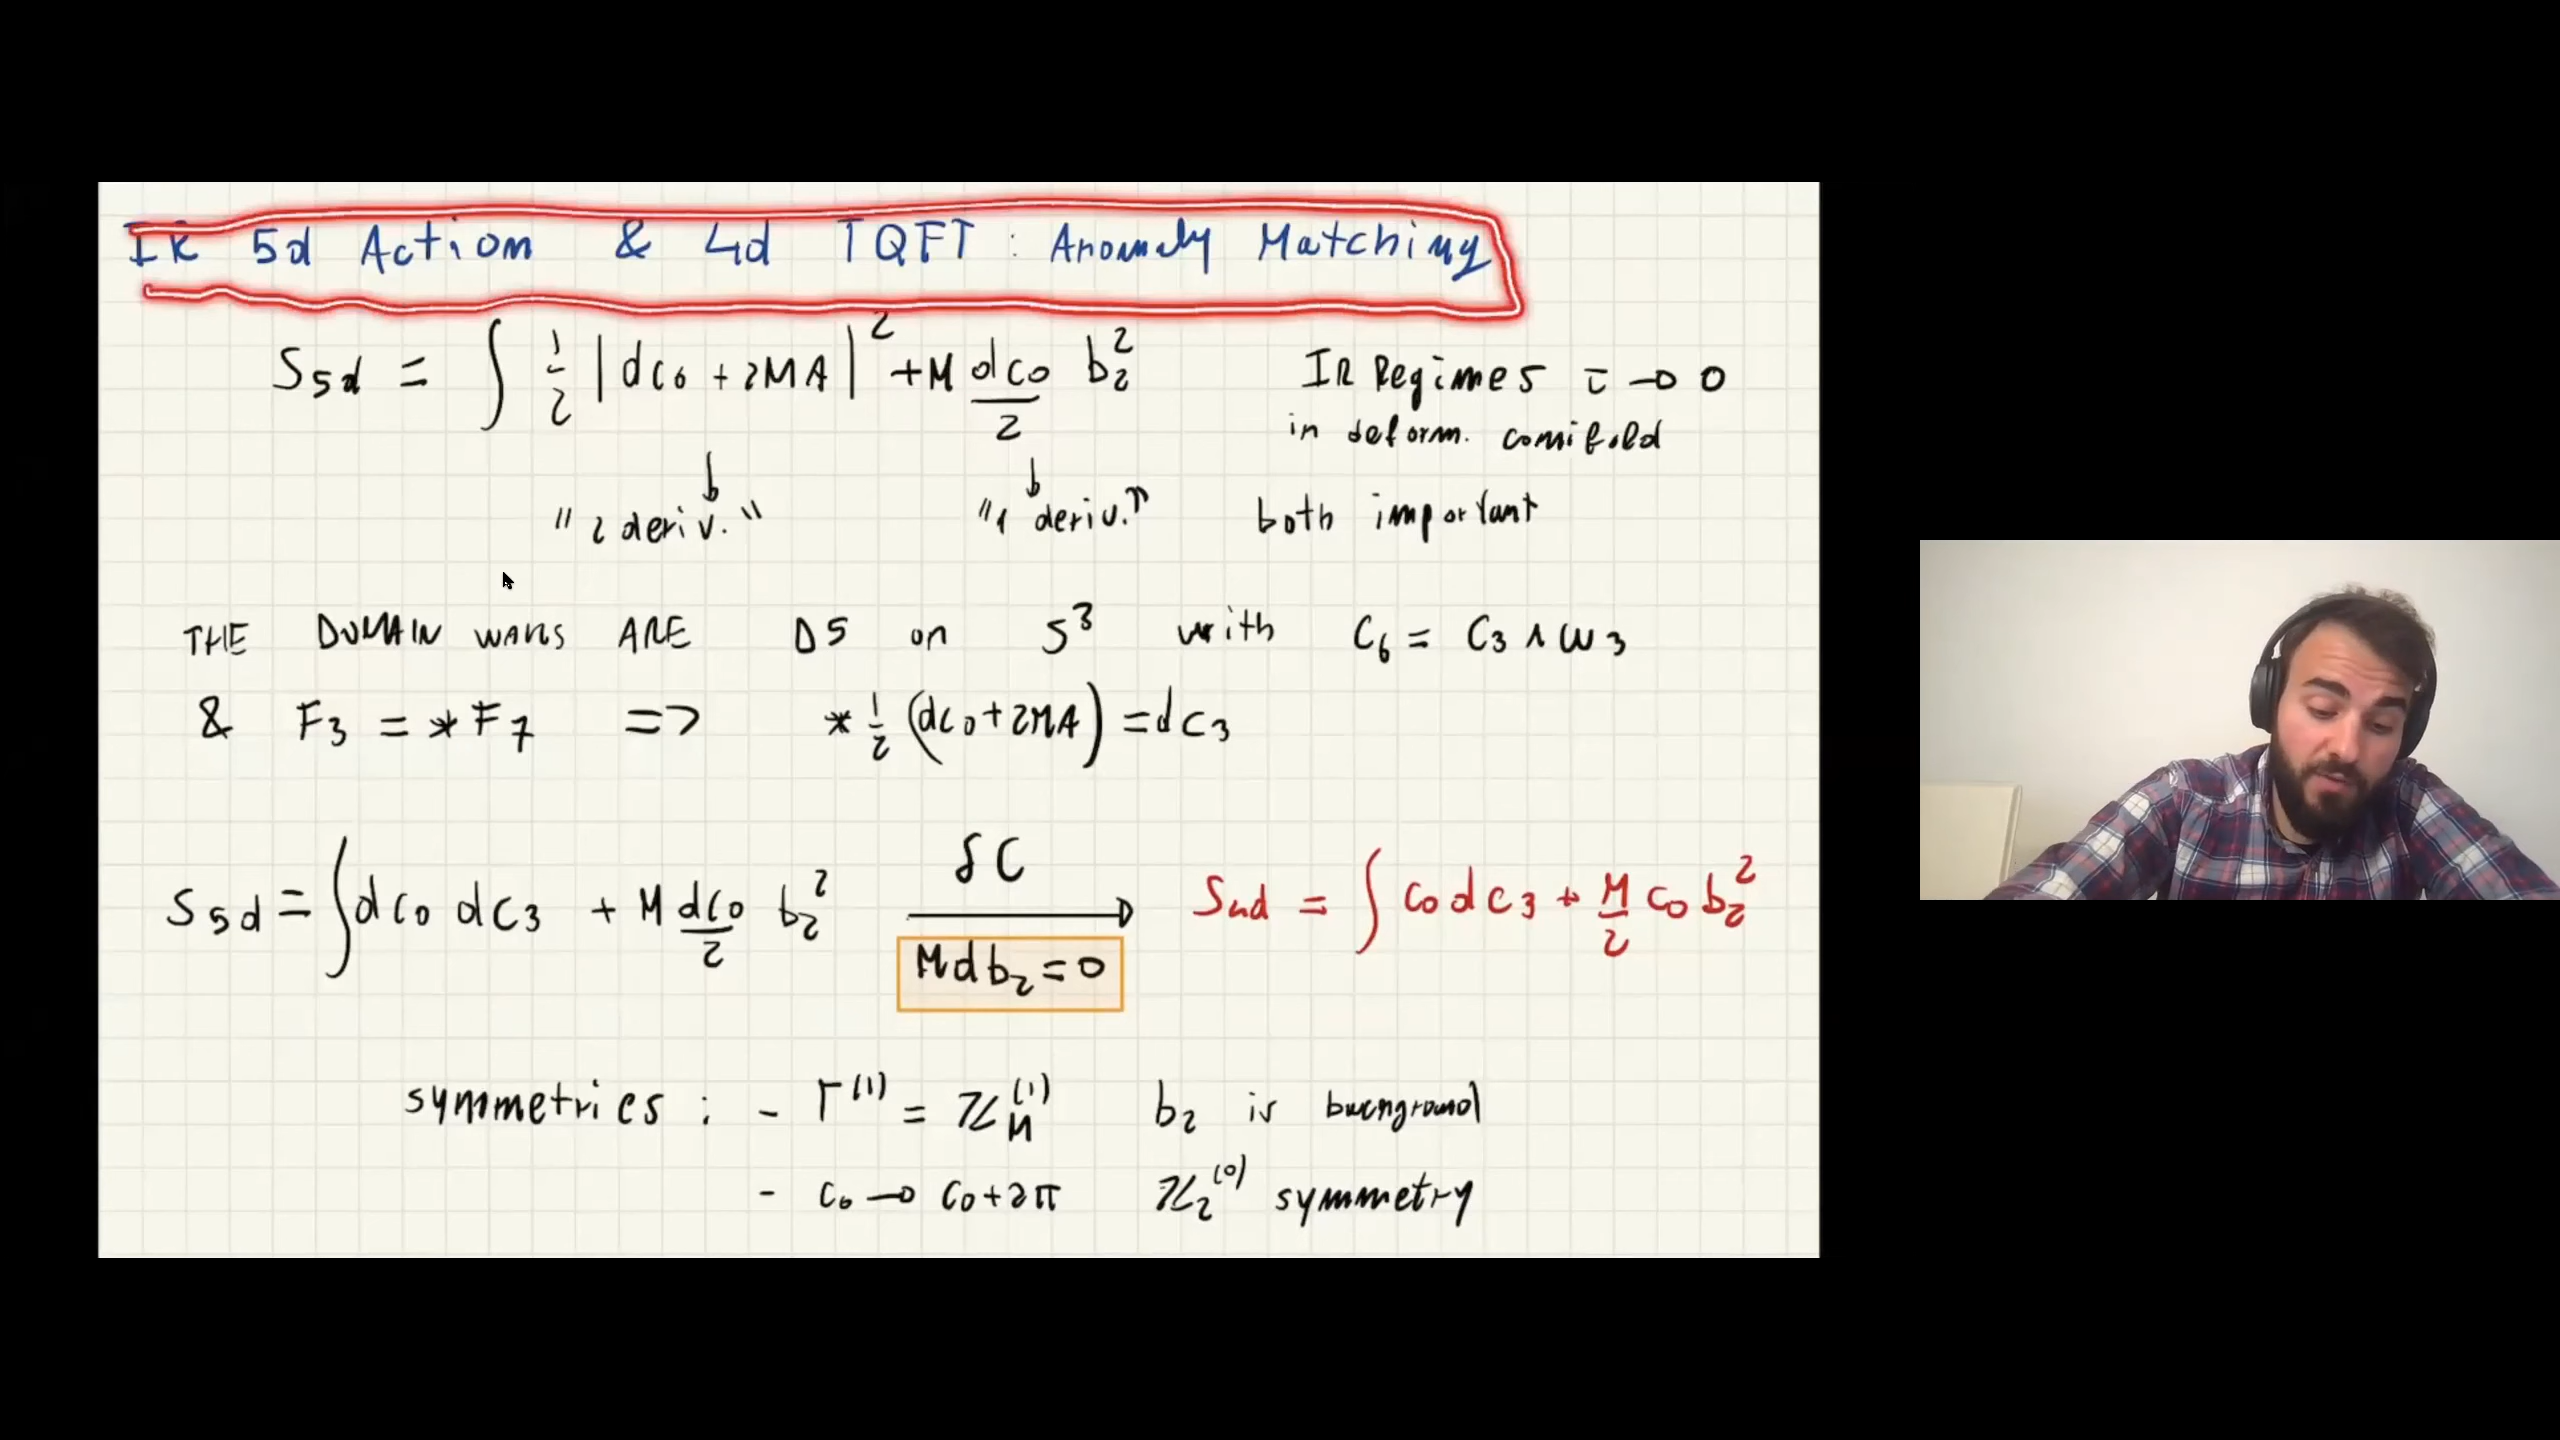 IR 5d Action & 4d TQFT : Anomaly Matching
S5d = ∫ 1/2 |dc0 + 2MA|² + M dc0/2 b2² IR Regimes τ → 0
in deform. conifold
"2 deriv." "1 deriv." both important
THE DOMAIN WALLS ARE D5 on S³ with C6 = C3 ∧ ω3
& F3 = *F7 => * 1/2 (dc0 + 2MA) = dc3
S5d = ∫ dc0 dc3 + M dc0/2 b2² δC → M d b2 = 0 S4d = ∫ c0 dc3 + M/2 c0 b2²
symmetries : - Γ⁽¹⁾ = ℤM⁽¹⁾ b2 is background
- c0 → c0 + 2π ℤ2⁽⁰⁾ symmetry